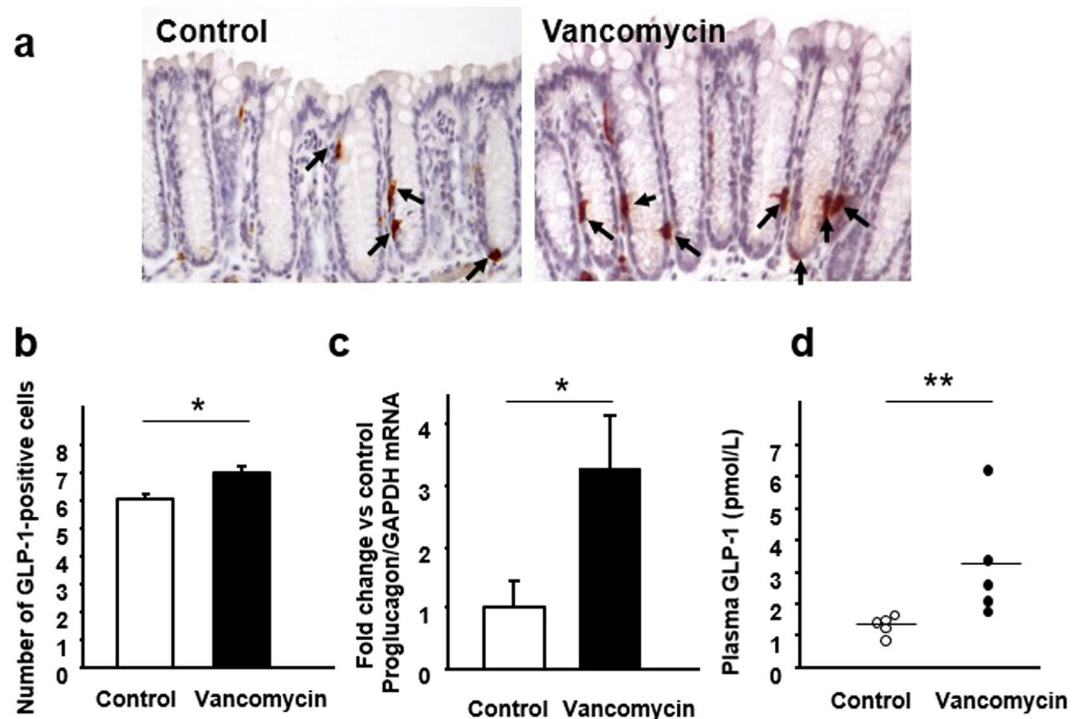 a
Control
Vancomycin
b
Number of GLP-1-positive cells
8
7
6
5
4
3
2
1
0
*
Control
Vancomycin
c
Fold change vs control
Proglucagon/GAPDH mRNA
4
3
2
1
0
*
Control
Vancomycin
d
Plasma GLP-1 (pmol/L)
7
6
5
4
3
2
1
0
**
Control
Vancomycin